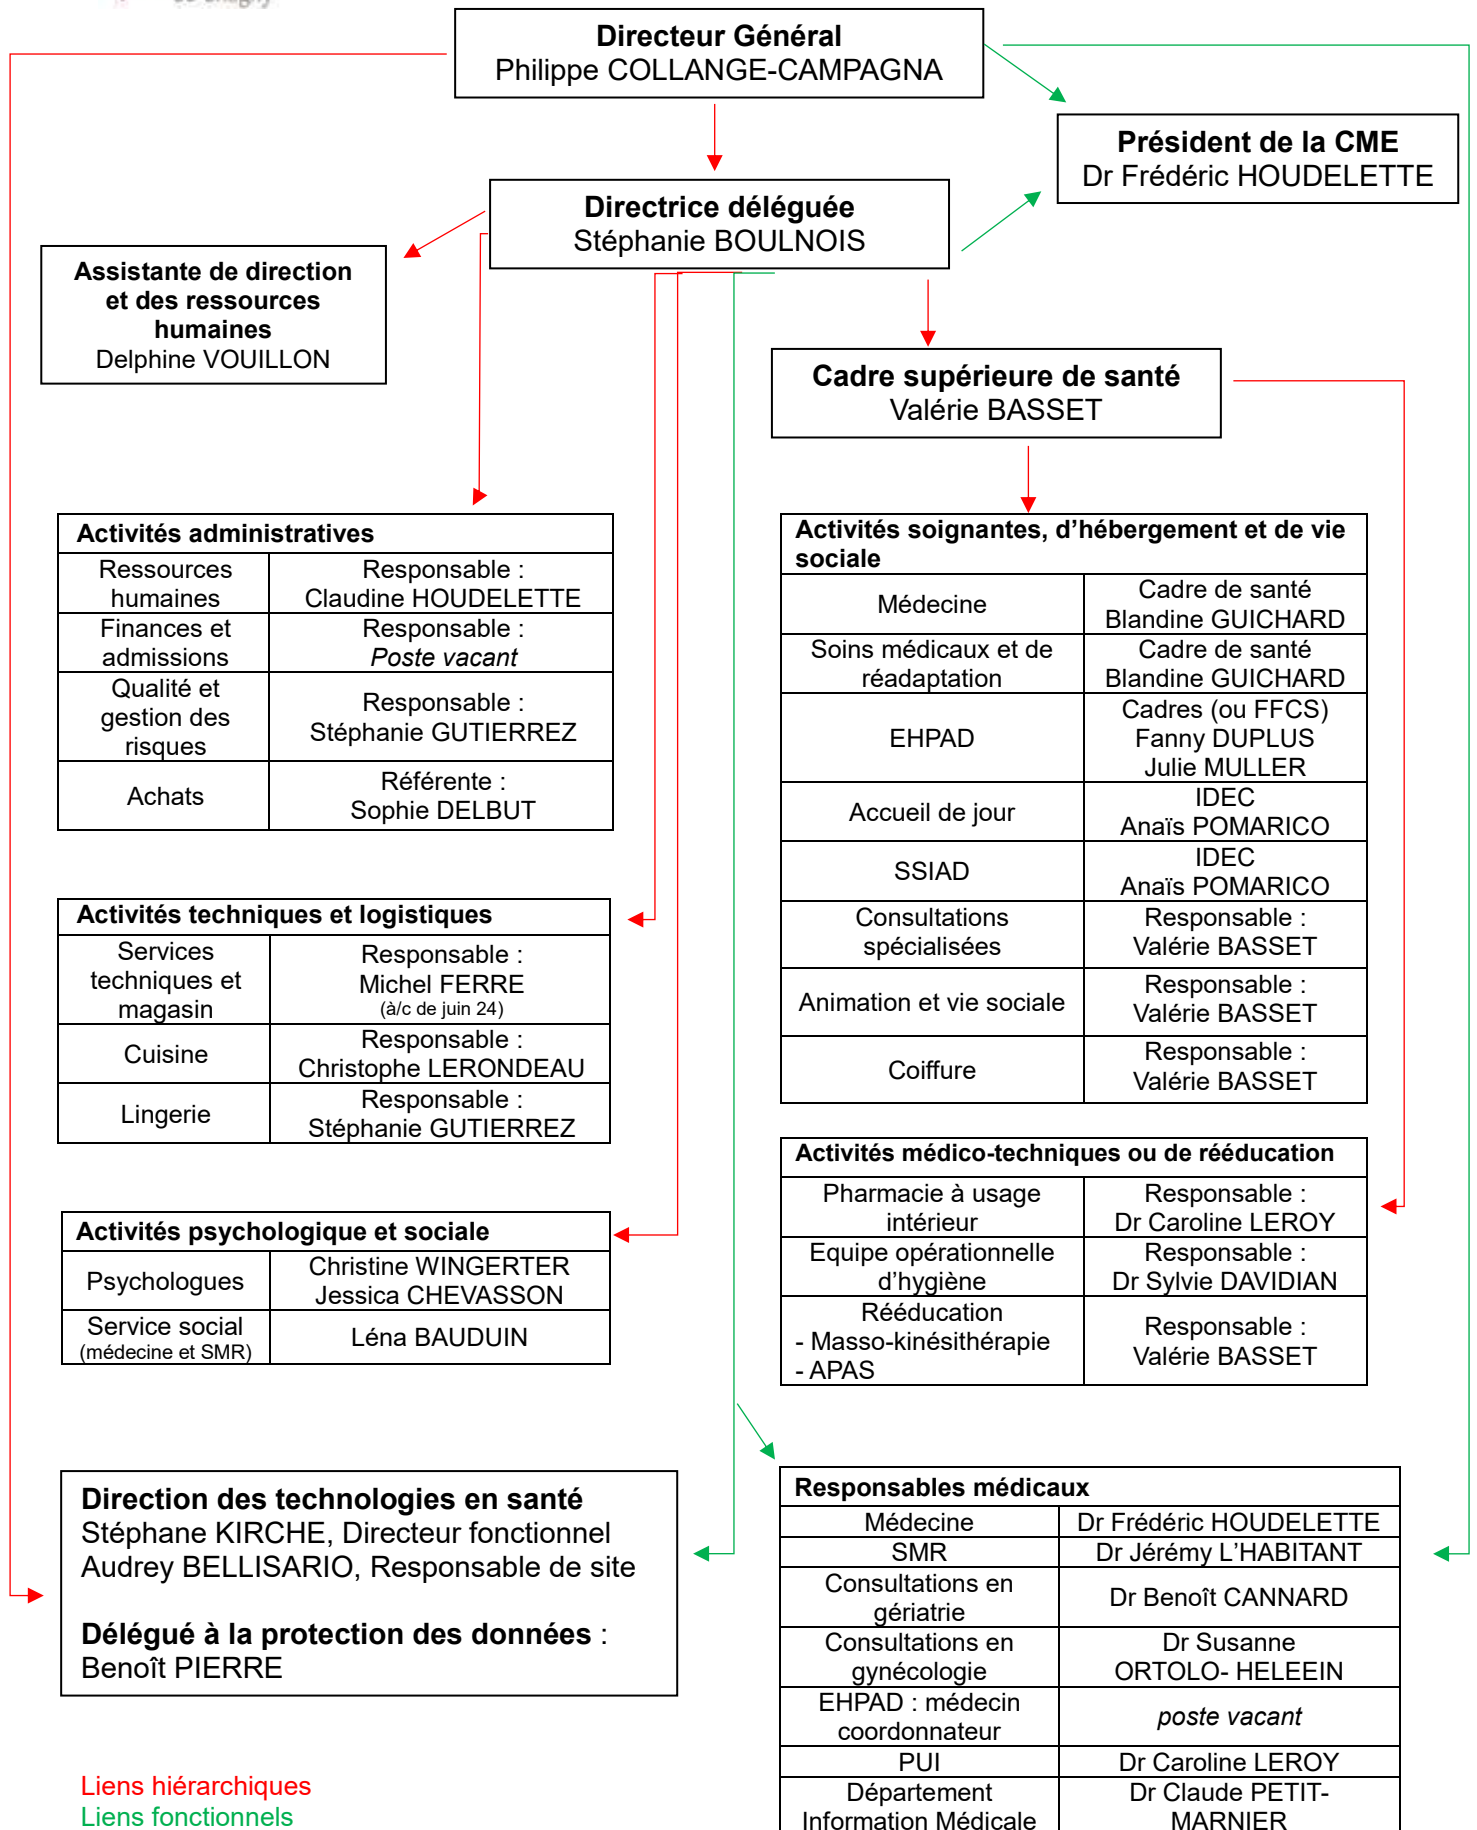 Directeur Général
Philippe COLLANGE-CAMPAGNA
Président de la CME
Dr Frédéric HOUDELETTE
Directrice déléguée
Stéphanie BOULNOIS
Assistante de direction
et des ressources
humaines
Delphine VOUILLON
Cadre supérieure de santé
Valérie BASSET
Activités administratives
Ressources
humaines
Responsable :
Claudine HOUDELETTE
Finances et
admissions
Responsable :
Poste vacant
Qualité et
gestion des
risques
Responsable :
Stéphanie GUTIERREZ
Achats
Référente :
Sophie DELBUT
Activités techniques et logistiques
Services
techniques et
magasin
Responsable :
Michel FERRE
(à/c de juin 24)
Cuisine
Responsable :
Christophe LERONDEAU
Lingerie
Responsable :
Stéphanie GUTIERREZ
Activités psychologique et sociale
Psychologues
Christine WINGERTER
Jessica CHEVASSON
Service social
(médecine et SMR)
Léna BAUDUIN
Activités soignantes, d’hébergement et de vie
sociale
Médecine
Cadre de santé
Blandine GUICHARD
Soins médicaux et de
réadaptation
Cadre de santé
Blandine GUICHARD
EHPAD
Cadres (ou FFCS)
Fanny DUPLUS
Julie MULLER
Accueil de jour
IDEC
Anaïs POMARICO
SSIAD
IDEC
Anaïs POMARICO
Consultations
spécialisées
Responsable :
Valérie BASSET
Animation et vie sociale
Responsable :
Valérie BASSET
Coiffure
Responsable :
Valérie BASSET
Activités médico-techniques ou de rééducation
Pharmacie à usage
intérieur
Responsable :
Dr Caroline LEROY
Equipe opérationnelle
d’hygiène
Responsable :
Dr Sylvie DAVIDIAN
Rééducation
- Masso-kinésithérapie
- APAS
Responsable :
Valérie BASSET
Direction des technologies en santé
Stéphane KIRCHE, Directeur fonctionnel
Audrey BELLISARIO, Responsable de site
Délégué à la protection des données :
Benoît PIERRE
Responsables médicaux
Médecine
Dr Frédéric HOUDELETTE
SMR
Dr Jérémy L’HABITANT
Consultations en
gériatrie
Dr Benoît CANNARD
Consultations en
gynécologie
Dr Susanne
ORTOLO- HELEEIN
EHPAD : médecin
coordonnateur
poste vacant
PUI
Dr Caroline LEROY
Département
Information Médicale
Dr Claude PETIT-
MARNIER
Liens hiérarchiques
Liens fonctionnels